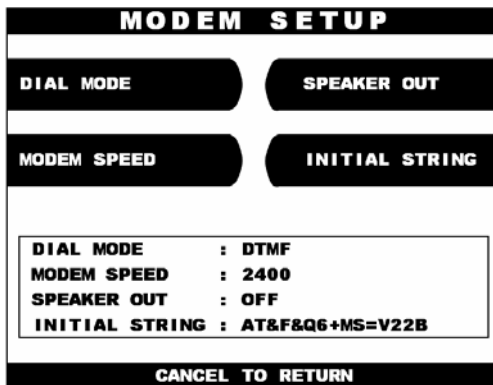 MODEM SETUP
DIAL MODE
SPEAKER OUT
MODEM SPEED
INITIAL STRING
DIAL MODE : DTMF
MODEM SPEED : 2400
SPEAKER OUT : OFF
INITIAL STRING : AT&F&Q6+MS=V22B
CANCEL TO RETURN